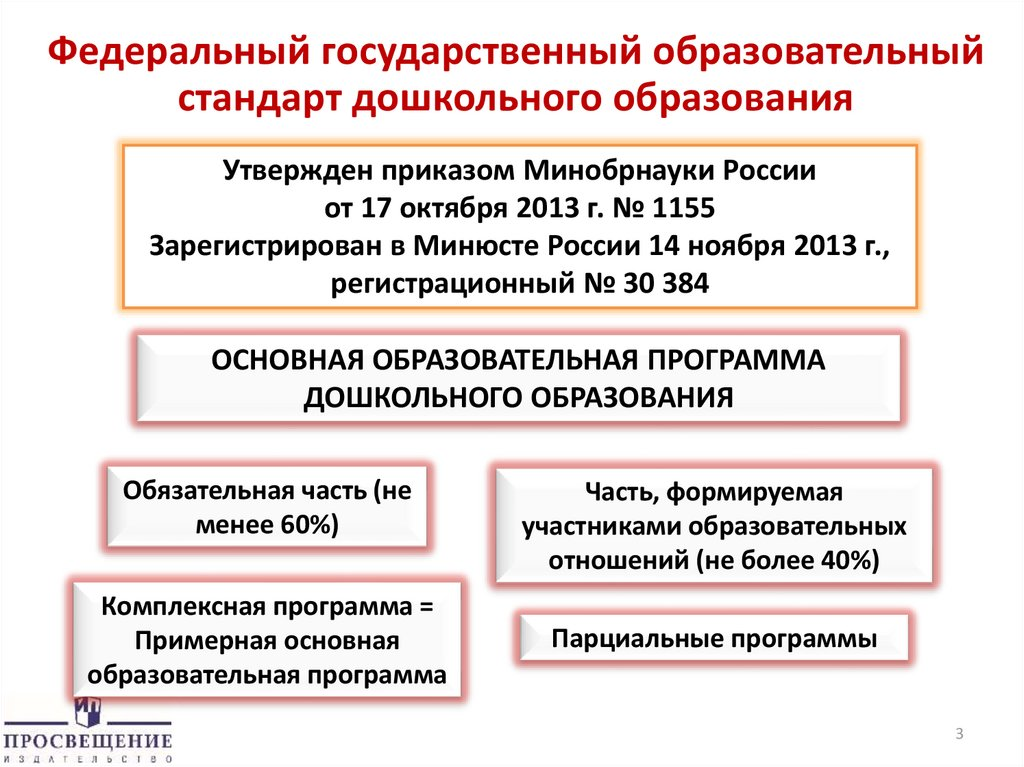 Федеральный государственный образовательный
стандарт дошкольного образования
Утвержден приказом Минобрнауки России
от 17 октября 2013 г. № 1155
Зарегистрирован в Минюсте России 14 ноября 2013 г.,
регистрационный № 30 384
ОСНОВНАЯ ОБРАЗОВАТЕЛЬНАЯ ПРОГРАММА
ДОШКОЛЬНОГО ОБРАЗОВАНИЯ
Обязательная часть (не
менее 60%)
Часть, формируемая
участниками образовательных
отношений (не более 40%)
Комплексная программа =
Примерная основная
образовательная программа
Парциальные программы
ИП
ПРОСВЕЩЕНИЕ
ИЗДАТЕЛЬСТВО
3